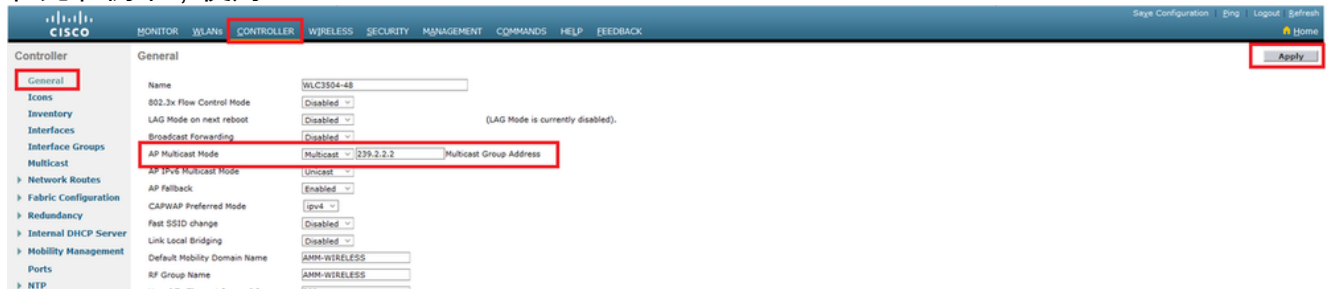 Save Configuration | Ping | Logout | Refresh
CISCO MONITOR WLANs CONTROLLER WIRELESS SECURITY MANAGEMENT COMMANDS HELP FEEDBACK Home
Controller General Apply
General
Icons
Inventory
Interfaces
Interface Groups
Multicast
Network Routes
Fabric Configuration
Redundancy
Internal DHCP Server
Mobility Management
Ports
NTP
Name WLC3504-48
802.3x Flow Control Mode Disabled
LAG Mode on next reboot Disabled (LAG Mode is currently disabled).
Broadcast Forwarding Disabled
AP Multicast Mode Multicast 239.2.2.2 Multicast Group Address
AP IPv6 Multicast Mode Unicast
AP Fallback Enabled
CAPWAP Preferred Mode ipv4
Fast SSID change Disabled
Link Local Bridging Disabled
Default Mobility Domain Name AMM-WIRELESS
RF Group Name AMM-WIRELESS